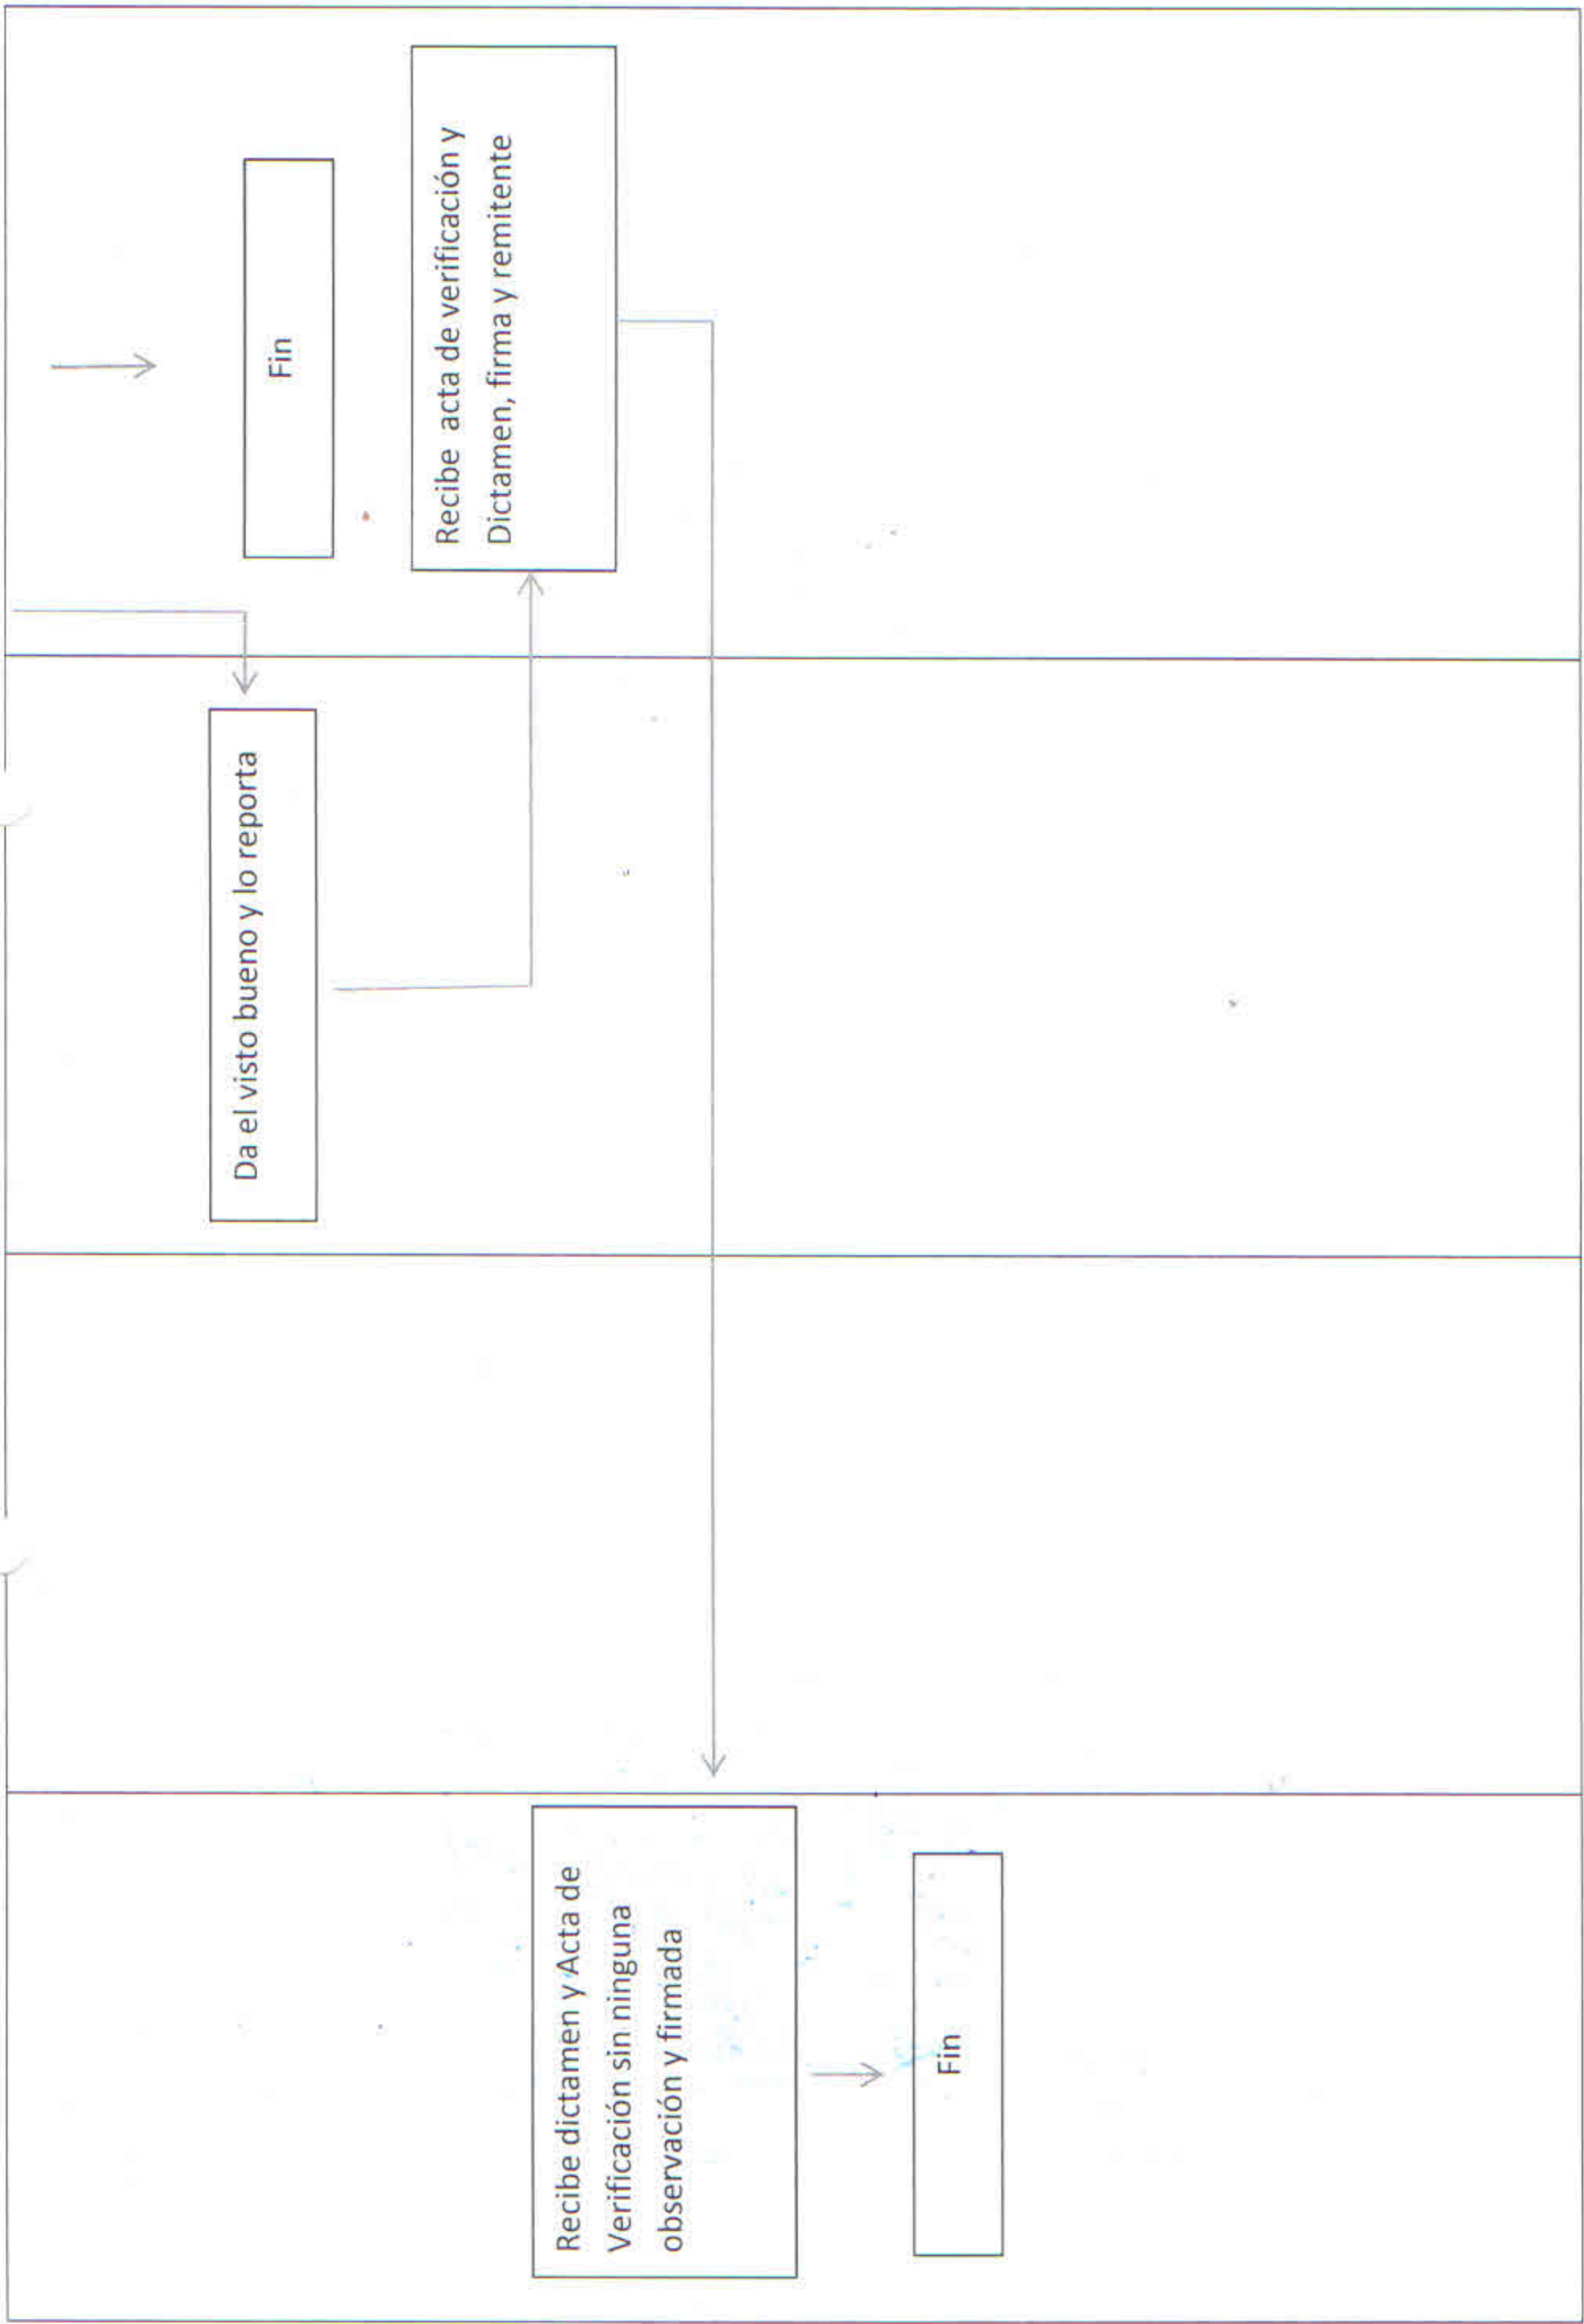 Da el visto bueno y lo reporta
Fin
Recibe acta de verificación y
Dictamen, firma y remitente
Recibe dictamen y Acta de
Verificación sin ninguna
observación y firmada
Fin